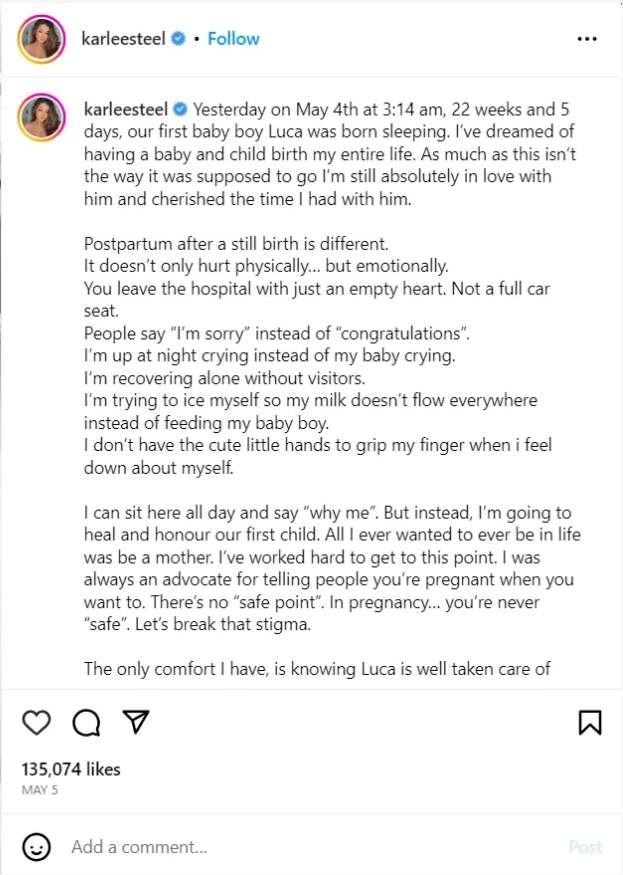 karleesteel • Follow
karleesteel Yesterday on May 4th at 3:14 am, 22 weeks and 5
days, our first baby boy Luca was born sleeping. I've dreamed of
having a baby and child birth my entire life. As much as this isn't
the way it was supposed to go I'm still absolutely in love with
him and cherished the time I had with him.
Postpartum after a still birth is different.
It doesn't only hurt physically... but emotionally.
You leave the hospital with just an empty heart. Not a full car
seat.
People say "I'm sorry" instead of "congratulations".
I'm up at night crying instead of my baby crying.
I'm recovering alone without visitors.
I'm trying to ice myself so my milk doesn't flow everywhere
instead of feeding my baby boy.
I don't have the cute little hands to grip my finger when i feel
down about myself.
I can sit here all day and say "why me". But instead, I'm going to
heal and honour our first child. All I ever wanted to ever be in life
was be a mother. I've worked hard to get to this point. I was
always an advocate for telling people you're pregnant when you
want to. There's no "safe point". In pregnancy... you're never
"safe". Let's break that stigma.
The only comfort I have, is knowing Luca is well taken care of
135,074 likes
MAY 5
Add a comment... Post